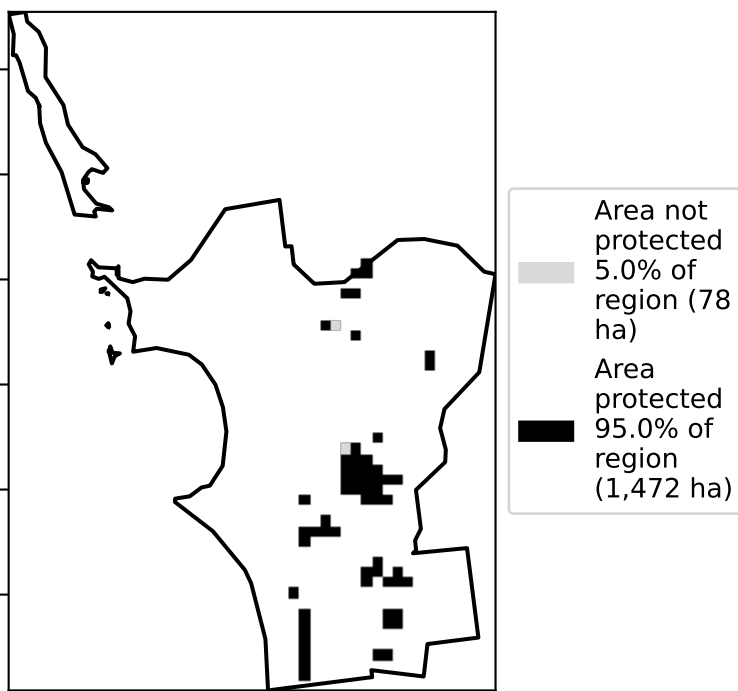 Area not
protected
5.0% of
region (78
ha)
Area
protected
95.0% of
region
(1,472 ha)